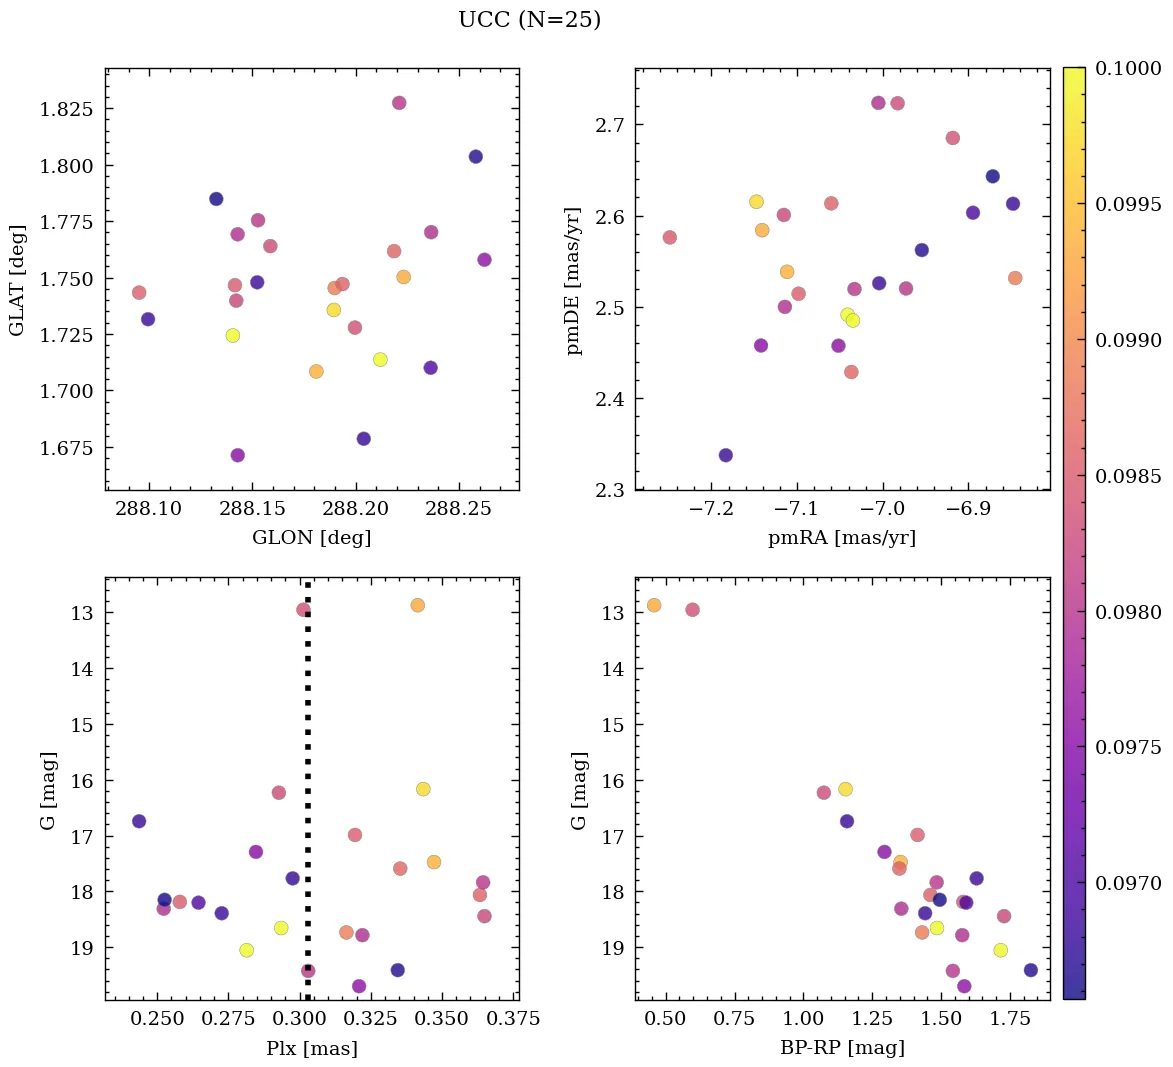 UCC (N=25)
1.825
1.800
1.775
1.750
1.725
1.700
1.675
GLAT [deg]
288.10 288.15 288.20 288.25
GLON [deg]
2.7
2.6
2.5
2.4
2.3
pmDE [mas/yr]
−7.2 −7.1 −7.0 −6.9
pmRA [mas/yr]
13
14
15
16
17
18
19
G [mag]
0.250 0.275 0.300 0.325 0.350 0.375
Plx [mas]
13
14
15
16
17
18
19
G [mag]
0.50 0.75 1.00 1.25 1.50 1.75
BP-RP [mag]
0.1000
0.0995
0.0990
0.0985
0.0980
0.0975
0.0970